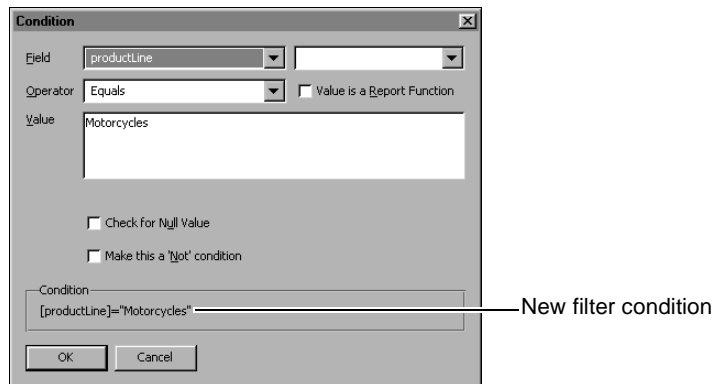 Condition
Field productLine
Operator Equals Value is a Report Function
Value Motorcycles
Check for Null Value
Make this a 'Not' condition
Condition
[productLine]="Motorcycles" New filter condition
OK Cancel